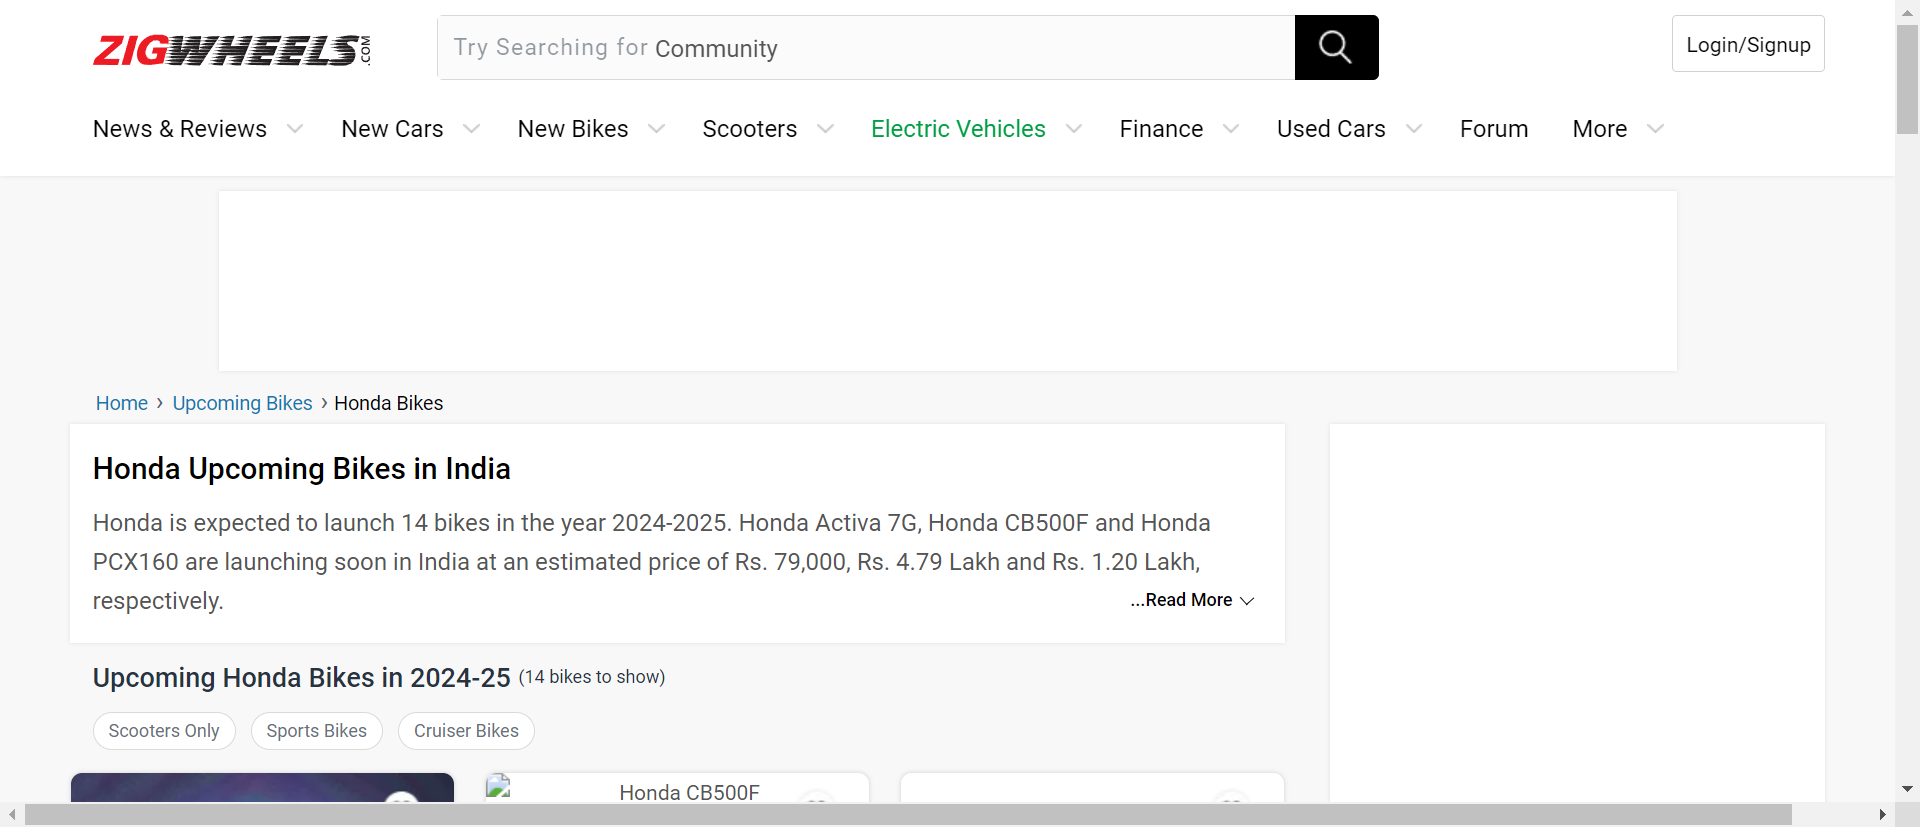 ZIGWHEELS.COM
Try Searching for Community
Login/Signup
News & Reviews New Cars New Bikes Scooters Electric Vehicles Finance Used Cars Forum More
Home › Upcoming Bikes › Honda Bikes
Honda Upcoming Bikes in India
Honda is expected to launch 14 bikes in the year 2024-2025. Honda Activa 7G, Honda CB500F and Honda
PCX160 are launching soon in India at an estimated price of Rs. 79,000, Rs. 4.79 Lakh and Rs. 1.20 Lakh,
respectively. ...Read More
Upcoming Honda Bikes in 2024-25 (14 bikes to show)
Scooters Only Sports Bikes Cruiser Bikes
Honda CB500F